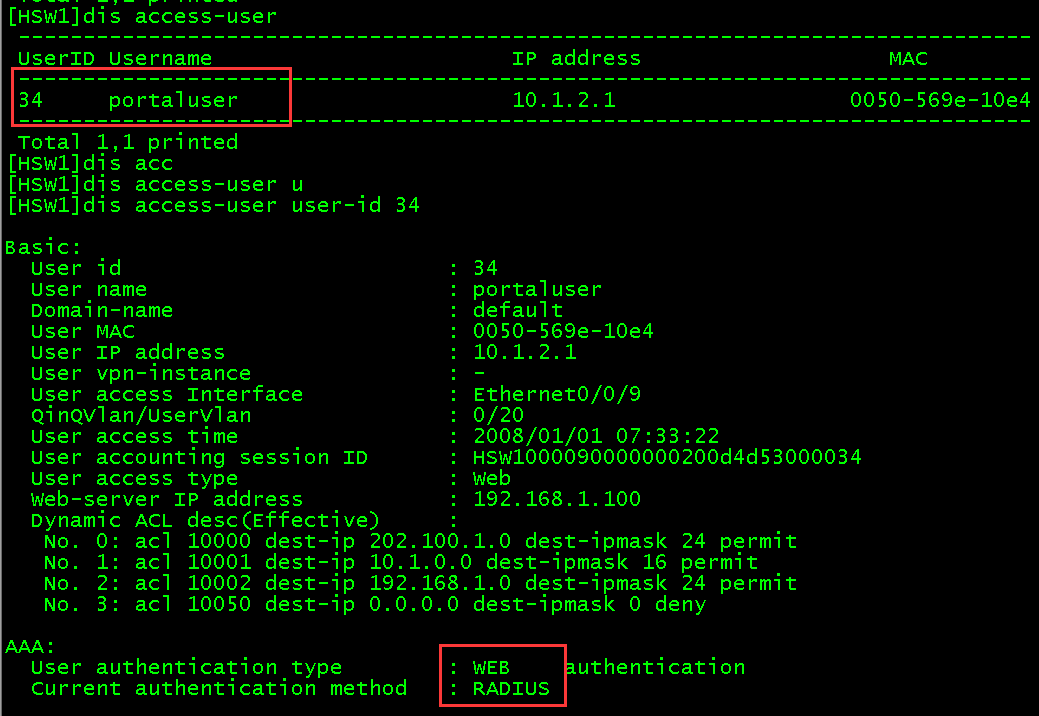 Total 1,1 printed
[HSW1]dis access-user
------------------------------------------------------------------------------
UserID Username IP address MAC
------------------------------------------------------------------------------
34 portaluser 10.1.2.1 0050-569e-10e4
------------------------------------------------------------------------------
Total 1,1 printed
[HSW1]dis acc
[HSW1]dis access-user u
[HSW1]dis access-user user-id 34
Basic:
User id : 34
User name : portaluser
Domain-name : default
User MAC : 0050-569e-10e4
User IP address : 10.1.2.1
User vpn-instance : -
User access Interface : Ethernet0/0/9
QinQVlan/UserVlan : 0/20
User access time : 2008/01/01 07:33:22
User accounting session ID : HSW1000090000000200d4d53000034
User access type : Web
Web-server IP address : 192.168.1.100
Dynamic ACL desc(Effective) :
No. 0: acl 10000 dest-ip 202.100.1.0 dest-ipmask 24 permit
No. 1: acl 10001 dest-ip 10.1.0.0 dest-ipmask 16 permit
No. 2: acl 10002 dest-ip 192.168.1.0 dest-ipmask 24 permit
No. 3: acl 10050 dest-ip 0.0.0.0 dest-ipmask 0 deny
AAA:
User authentication type : WEB authentication
Current authentication method : RADIUS